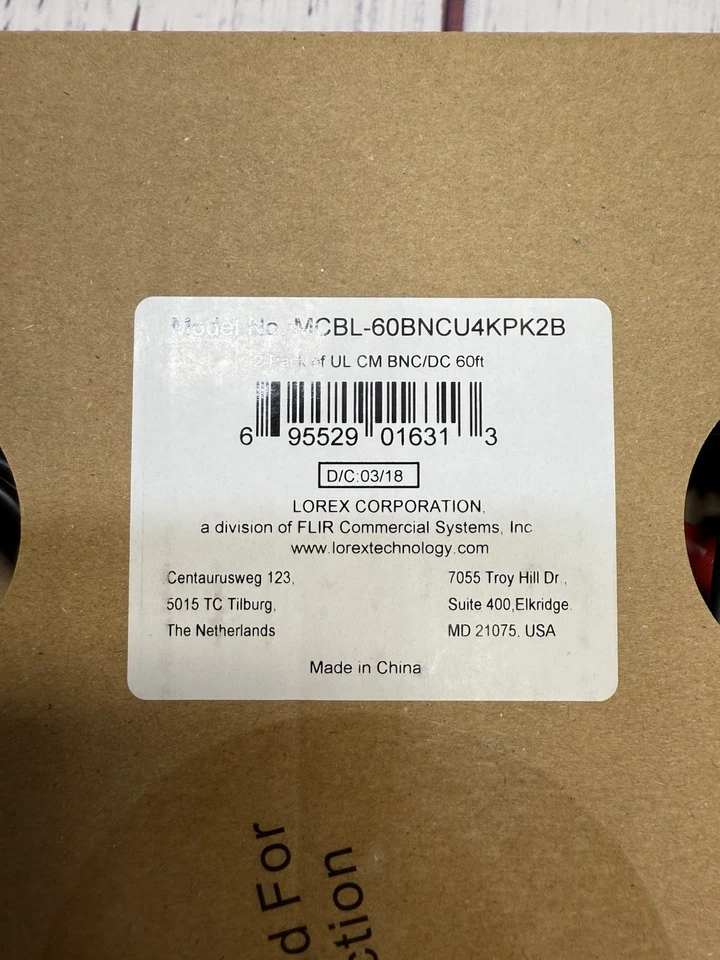 Model No.:MCBL-60BNCU4KPK2B
2-Pack of UL CM BNC/DC 60ft
6 95529 01631 3
D/C:03/18
LOREX CORPORATION,
a division of FLIR Commercial Systems, Inc
www.lorextechnology.com
Centaurusweg 123,
5015 TC Tilburg,
The Netherlands
7055 Troy Hill Dr.,
Suite 400,Elkridge.
MD 21075, USA
Made in China
d For
ction